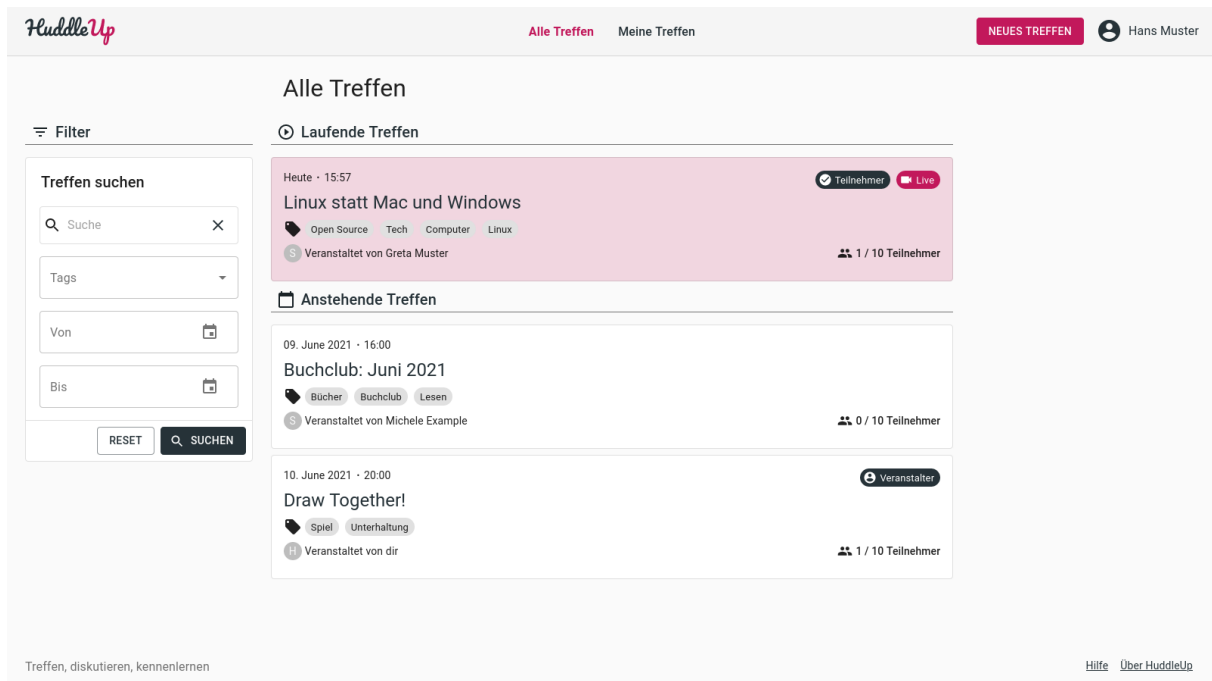 HuddleUp
Alle Treffen Meine Treffen
NEUES TREFFEN Hans Muster
Alle Treffen
Filter
Treffen suchen
Suche
Tags
Von
Bis
RESET SUCHEN
Laufende Treffen
Heute · 15:57
Teilnehmer Live
Linux statt Mac und Windows
Open Source Tech Computer Linux
S Veranstaltet von Greta Muster
1 / 10 Teilnehmer
Anstehende Treffen
09. June 2021 · 16:00
Buchclub: Juni 2021
Bücher Buchclub Lesen
S Veranstaltet von Michele Example
0 / 10 Teilnehmer
10. June 2021 · 20:00
Veranstalter
Draw Together!
Spiel Unterhaltung
H Veranstaltet von dir
1 / 10 Teilnehmer
Treffen, diskutieren, kennenlernen
Hilfe Über HuddleUp